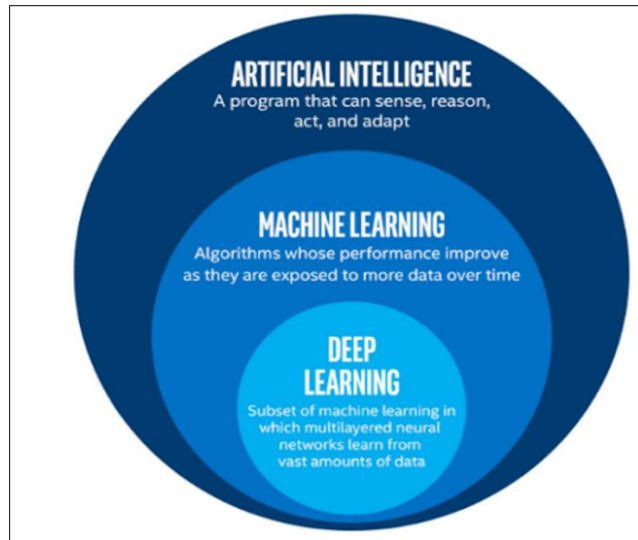 ARTIFICIAL INTELLIGENCE
A program that can sense, reason,
act, and adapt
MACHINE LEARNING
Algorithms whose performance improve
as they are exposed to more data over time
DEEP
LEARNING
Subset of machine learning in
which multilayered neural
networks learn from
vast amounts of data